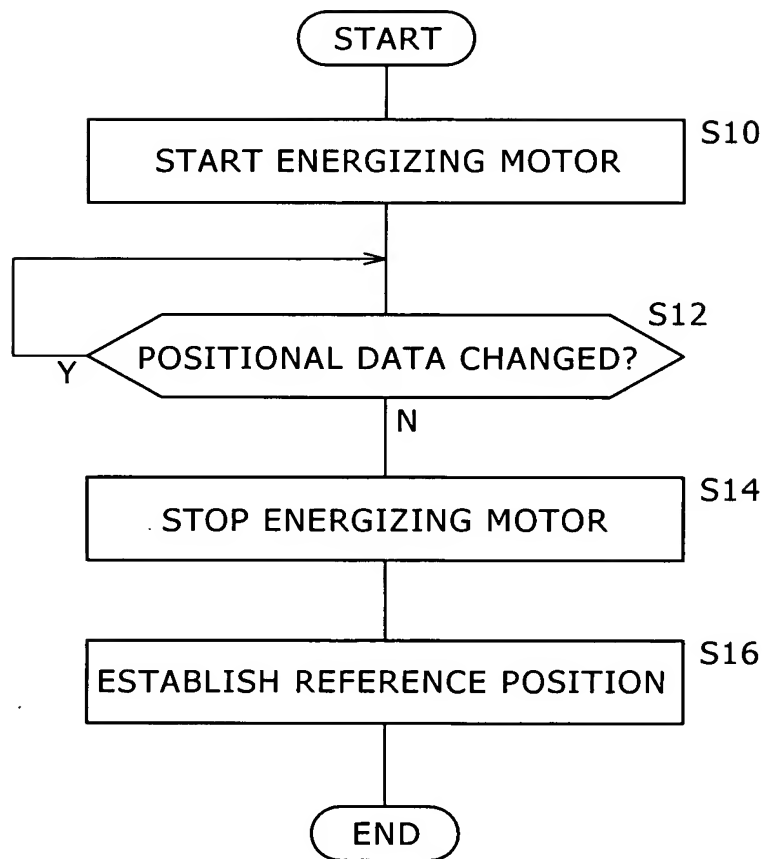 START
S10
START ENERGIZING MOTOR
S12
POSITIONAL DATA CHANGED?
Y
N
S14
STOP ENERGIZING MOTOR
S16
ESTABLISH REFERENCE POSITION
END